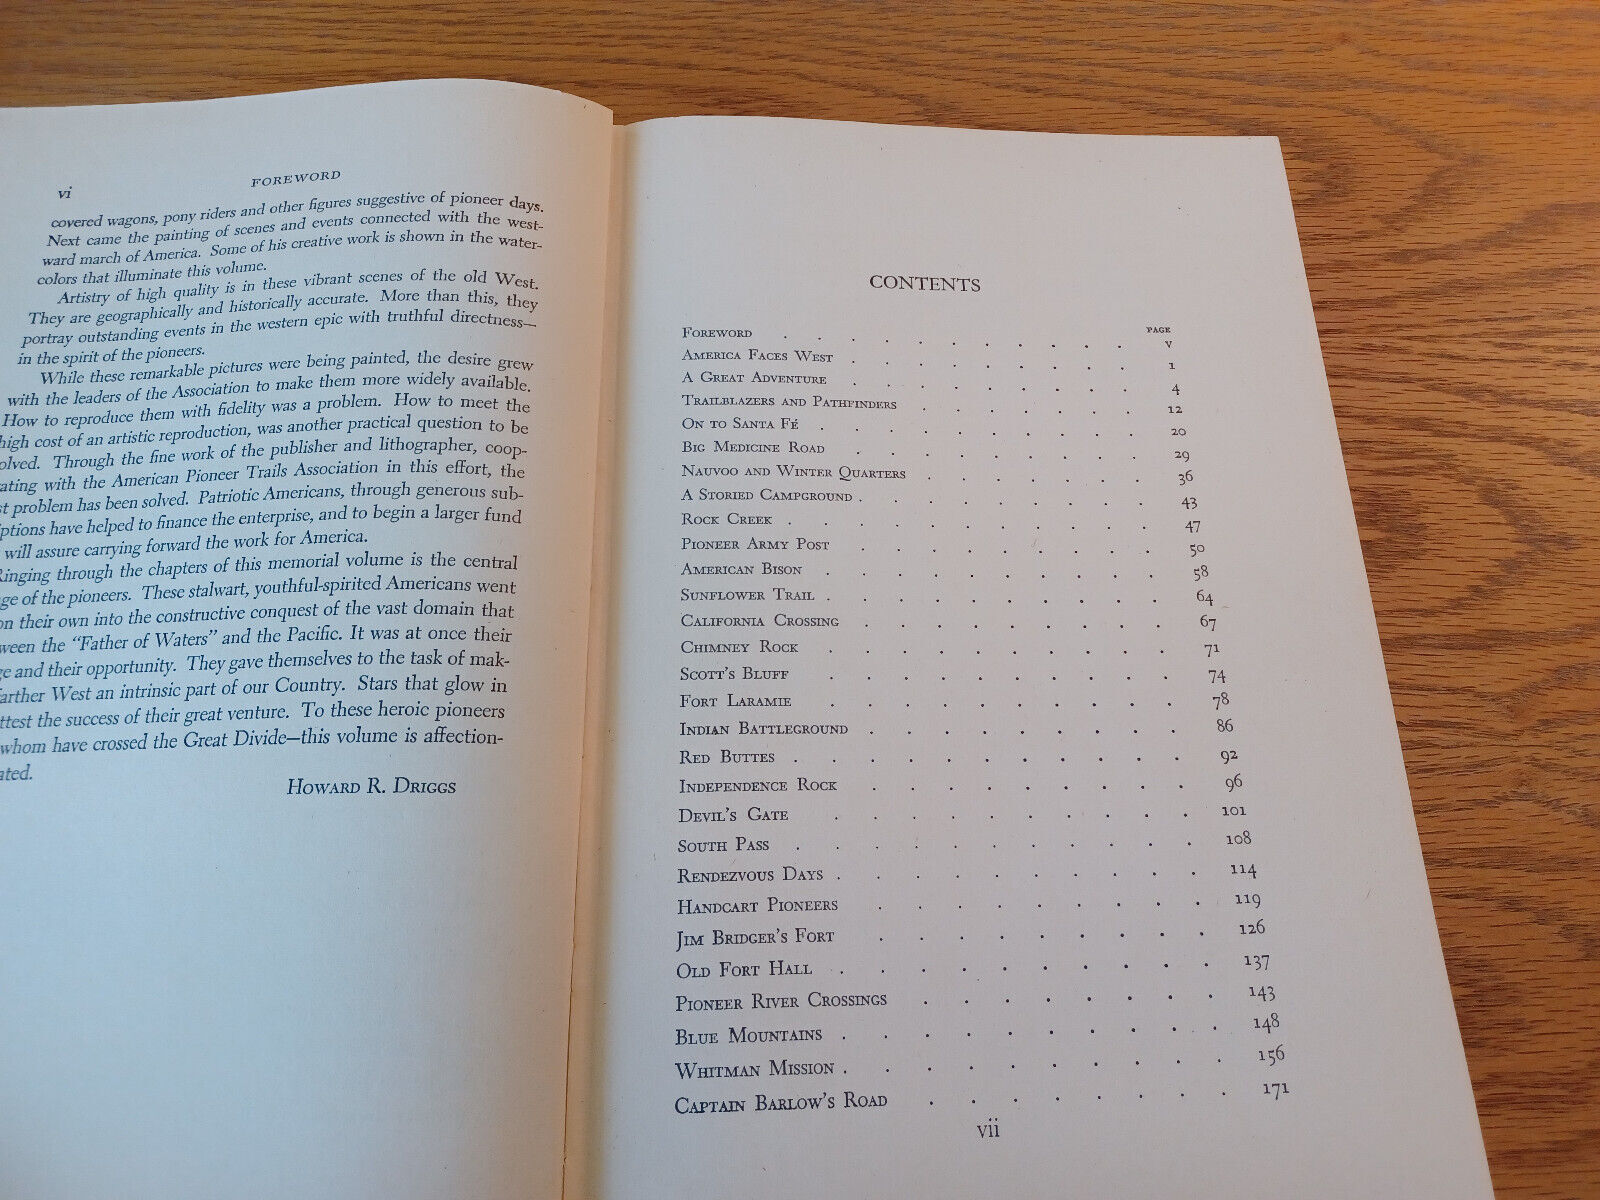 vi FOREWORD
covered wagons, pony riders and other figures suggestive of pioneer days.
Next came the painting of scenes and events connected with the west-
ward march of America. Some of his creative work is shown in the water-
colors that illuminate this volume.
Artistry of high quality is in these vibrant scenes of the old West.
They are geographically and historically accurate. More than this, they
portray outstanding events in the western epic with truthful directness—
in the spirit of the pioneers.
While these remarkable pictures were being painted, the desire grew
with the leaders of the Association to make them more widely available.
How to reproduce them with fidelity was a problem. How to meet the
high cost of an artistic reproduction, was another practical question to be
olved. Through the fine work of the publisher and lithographer, coop-
ating with the American Pioneer Trails Association in this effort, the
st problem has been solved. Patriotic Americans, through generous sub-
iptions have helped to finance the enterprise, and to begin a larger fund
will assure carrying forward the work for America.
Ringing through the chapters of this memorial volume is the central
ge of the pioneers. These stalwart, youthful-spirited Americans went
on their own into the constructive conquest of the vast domain that
ween the "Father of Waters" and the Pacific. It was at once their
ge and their opportunity. They gave themselves to the task of mak-
farther West an intrinsic part of our Country. Stars that glow in
ttest the success of their great venture. To these heroic pioneers
whom have crossed the Great Divide—this volume is affection-
ated.
Howard R. Driggs
CONTENTS
PAGE
Foreword . . . . . . . . . . . v
America Faces West . . . . . . . . . 1
A Great Adventure . . . . . . . . . 4
Trailblazers and Pathfinders . . . . . . . 12
On to Santa Fé . . . . . . . . . . 20
Big Medicine Road . . . . . . . . . 29
Nauvoo and Winter Quarters . . . . . . . 36
A Storied Campground . . . . . . . . . 43
Rock Creek . . . . . . . . . . 47
Pioneer Army Post . . . . . . . . . 50
American Bison . . . . . . . . . . 58
Sunflower Trail . . . . . . . . . . 64
California Crossing . . . . . . . . . 67
Chimney Rock . . . . . . . . . . 71
Scott's Bluff . . . . . . . . . . 74
Fort Laramie . . . . . . . . . . 78
Indian Battleground . . . . . . . . . 86
Red Buttes . . . . . . . . . . . 92
Independence Rock . . . . . . . . . 96
Devil's Gate . . . . . . . . . . 101
South Pass . . . . . . . . . . . 108
Rendezvous Days . . . . . . . . . . 114
Handcart Pioneers . . . . . . . . . 119
Jim Bridger's Fort . . . . . . . . . 126
Old Fort Hall . . . . . . . . . . 137
Pioneer River Crossings . . . . . . . . 143
Blue Mountains . . . . . . . . . . 148
Whitman Mission . . . . . . . . . . 156
Captain Barlow's Road . . . . . . . . 171
vii